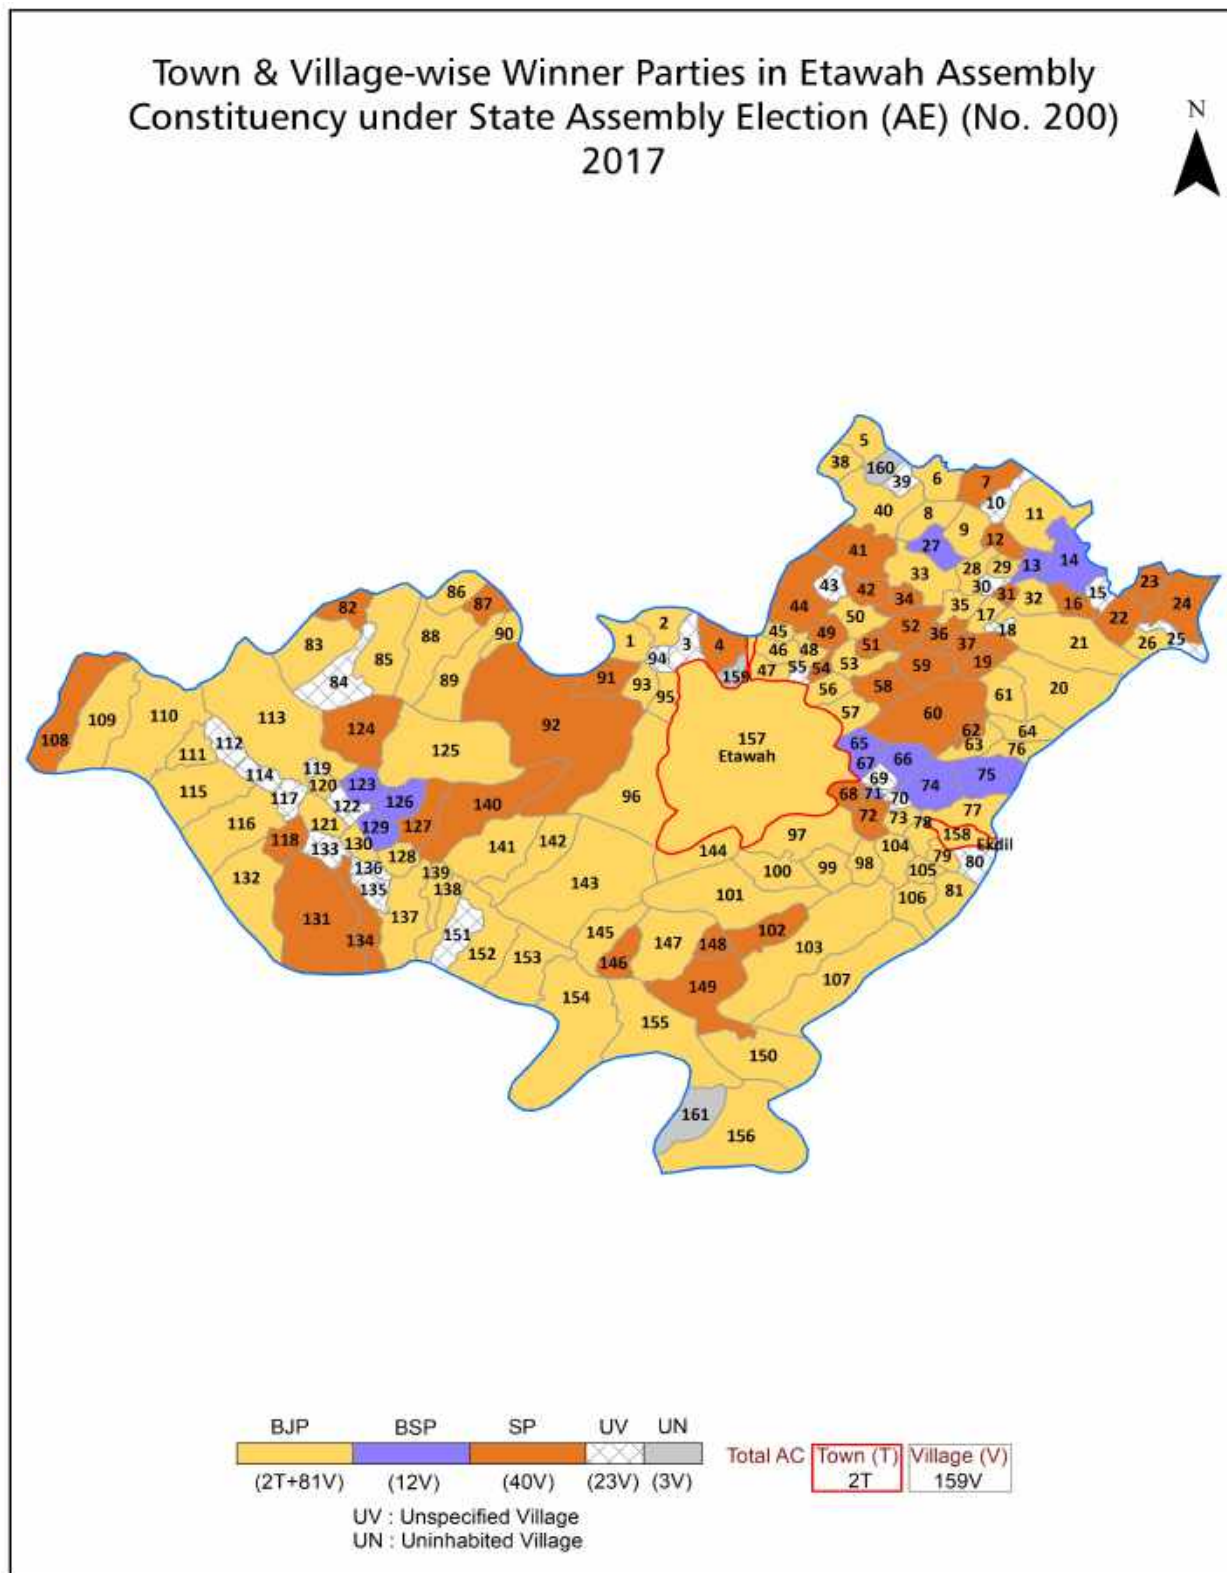 Town & Village-wise Winner Parties in Etawah Assembly
Constituency under State Assembly Election (AE) (No. 200)
2017
N
5
38 160 39 6 7
10
40 8 11
9
27 12
41 13 14
28 29
33 30
43 42 23
15
31 32
44 34 16 24
35
17 22
50
18
45 49 52 36
46 48 51 37 21 26 25
47 55 54 53 59 19
56 58 61 20
57 60
62 64
63 76
86
82 87
83 88 90
85
84 89
1 2
3 4
94
159
91 93
95
92
157
Etawah
65
66
67
69 74 75
68 71 70
72 73 78 77
158
Ekdil
104 79 80
105
106 81
108 109 110 113 124
112 125
111
114 119
120 123
115 117 122 126 140
116 121 129 127
118 130
133 128
136 139 141 142
132 135 138
131 137
134
151
152 153
96
97
144
100 99 98
101
143
145 102
147 148 103
146
149 107
154
155
150
161
156
BJP BSP SP UV UN
(2T+81V) (12V) (40V) (23V) (3V)
UV : Unspecified Village
UN : Uninhabited Village
Total AC Town (T) Village (V)
2T 159V